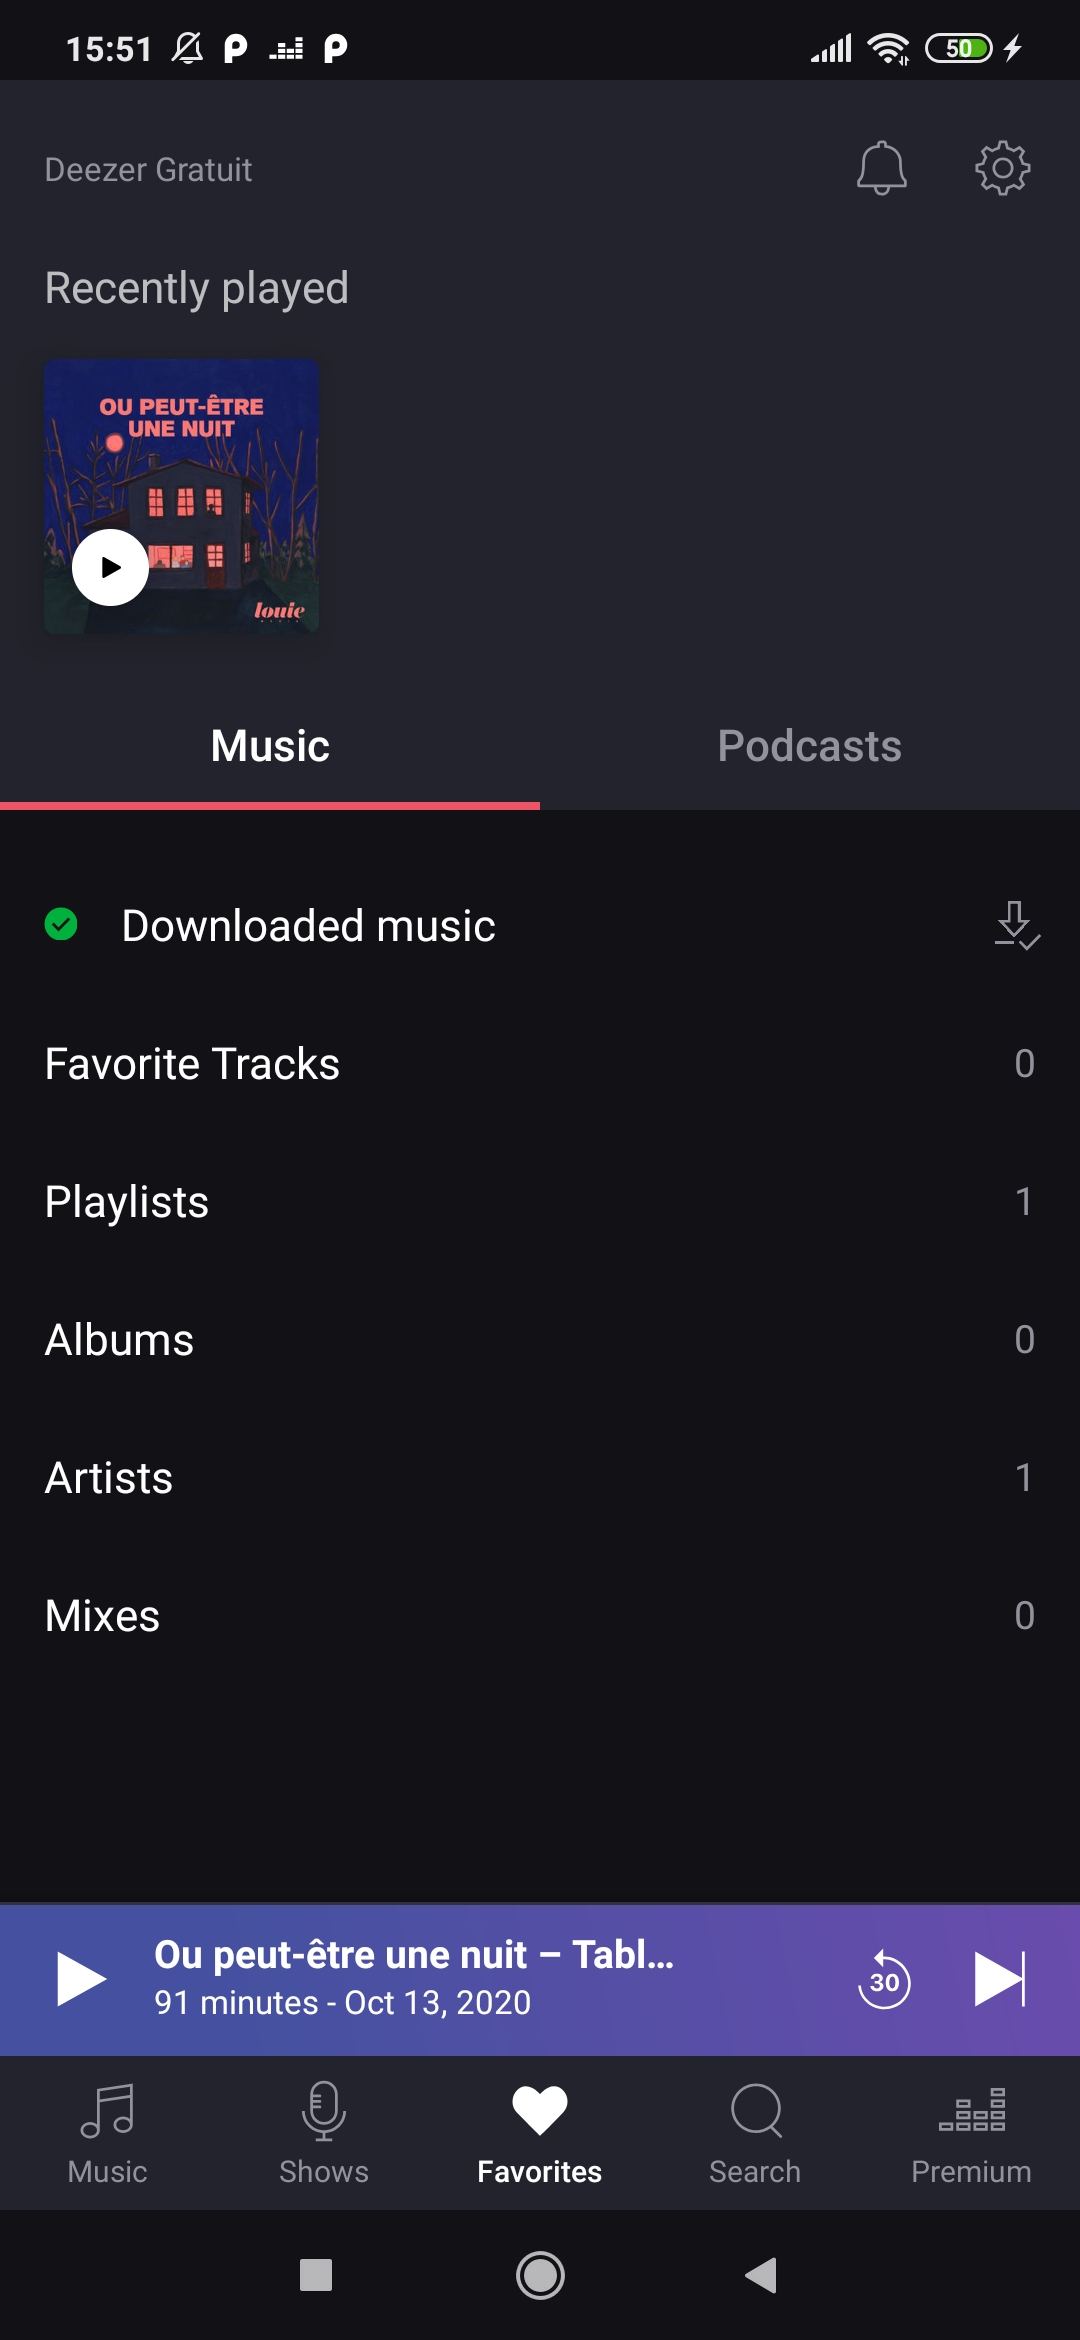 15:51
50
Deezer Gratuit
Recently played
OU PEUT-ÊTRE
UNE NUIT
louie
Music
Podcasts
Downloaded music
Favorite Tracks
0
Playlists
1
Albums
0
Artists
1
Mixes
0
Ou peut-être une nuit – Tabl...
91 minutes - Oct 13, 2020
30
Music
Shows
Favorites
Search
Premium